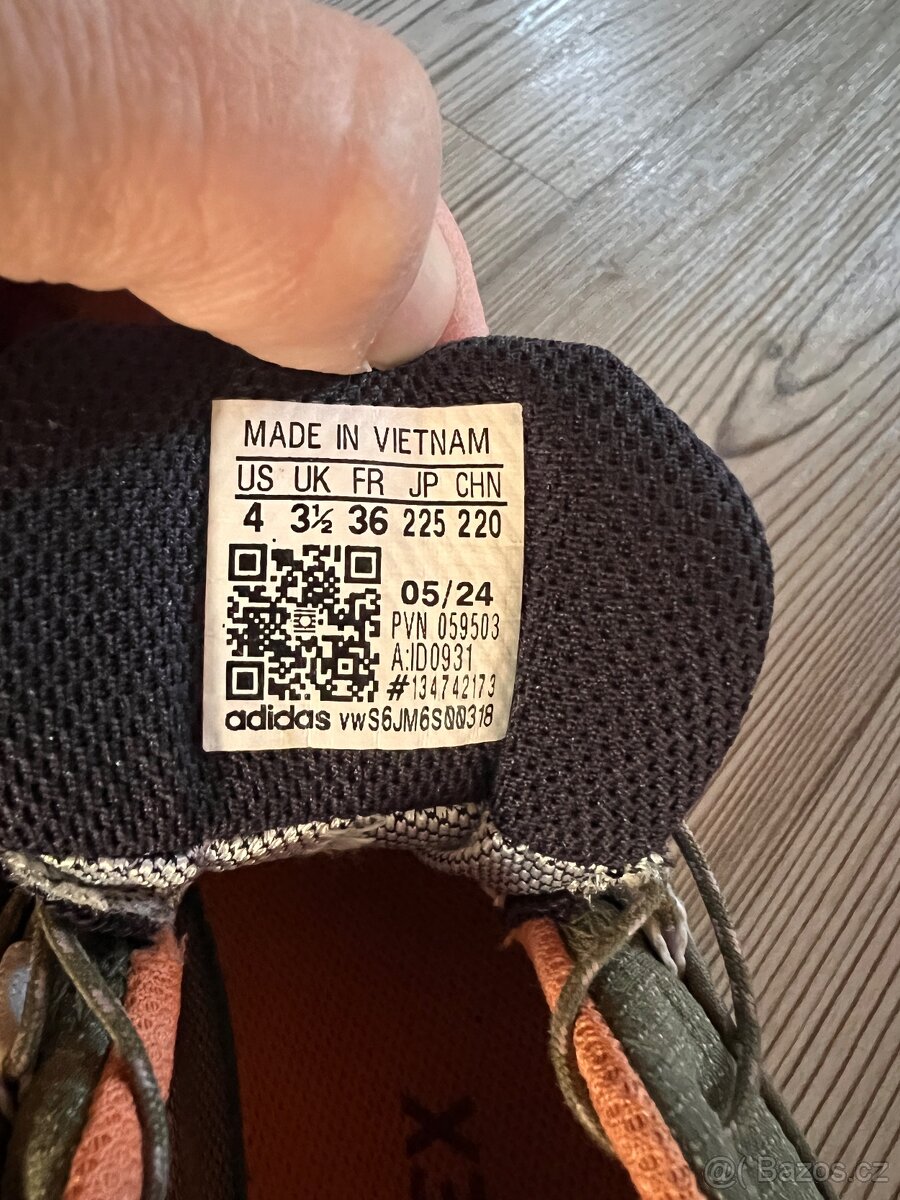 MADE IN VIETNAM
US UK FR JP CHN
4 3½ 36 225 220
05/24
PVN 059503
A:ID0931
#134742173
adidas vwS6JM6S00318
@ Bazos.cz